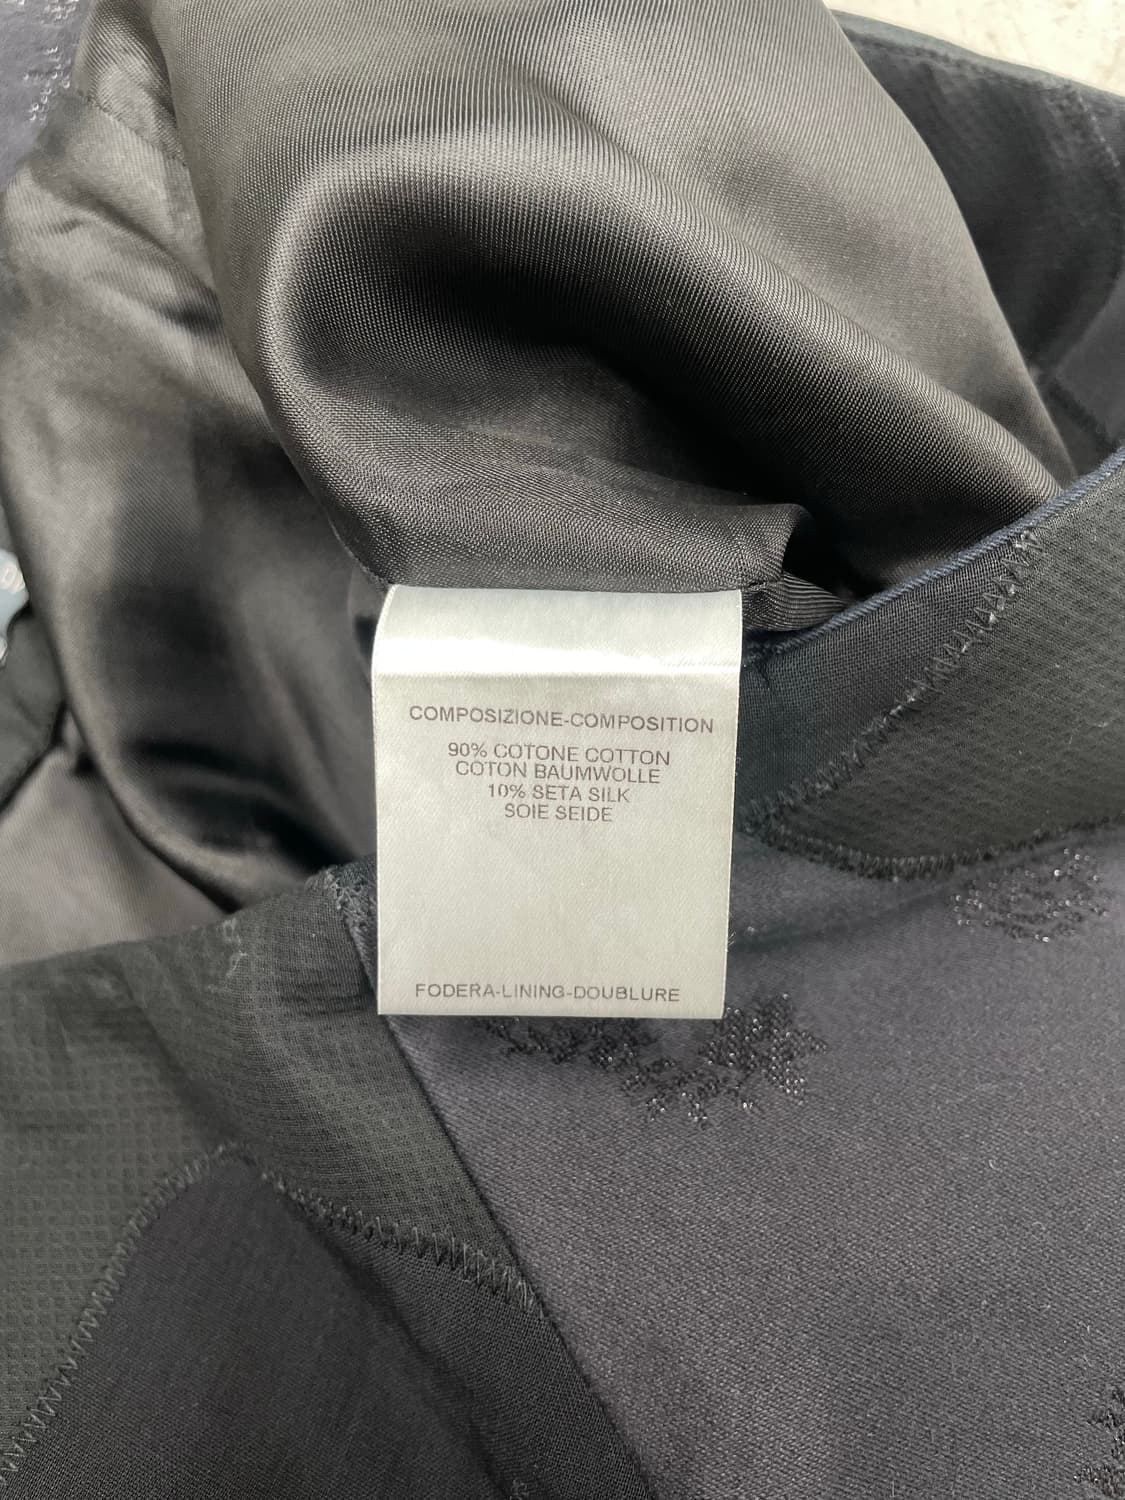 COMPOSIZIONE-COMPOSITION
90% COTONE COTTON
COTON BAUMWOLLE
10% SETA SILK
SOIE SEIDE
FODERA-LINING-DOUBLURE